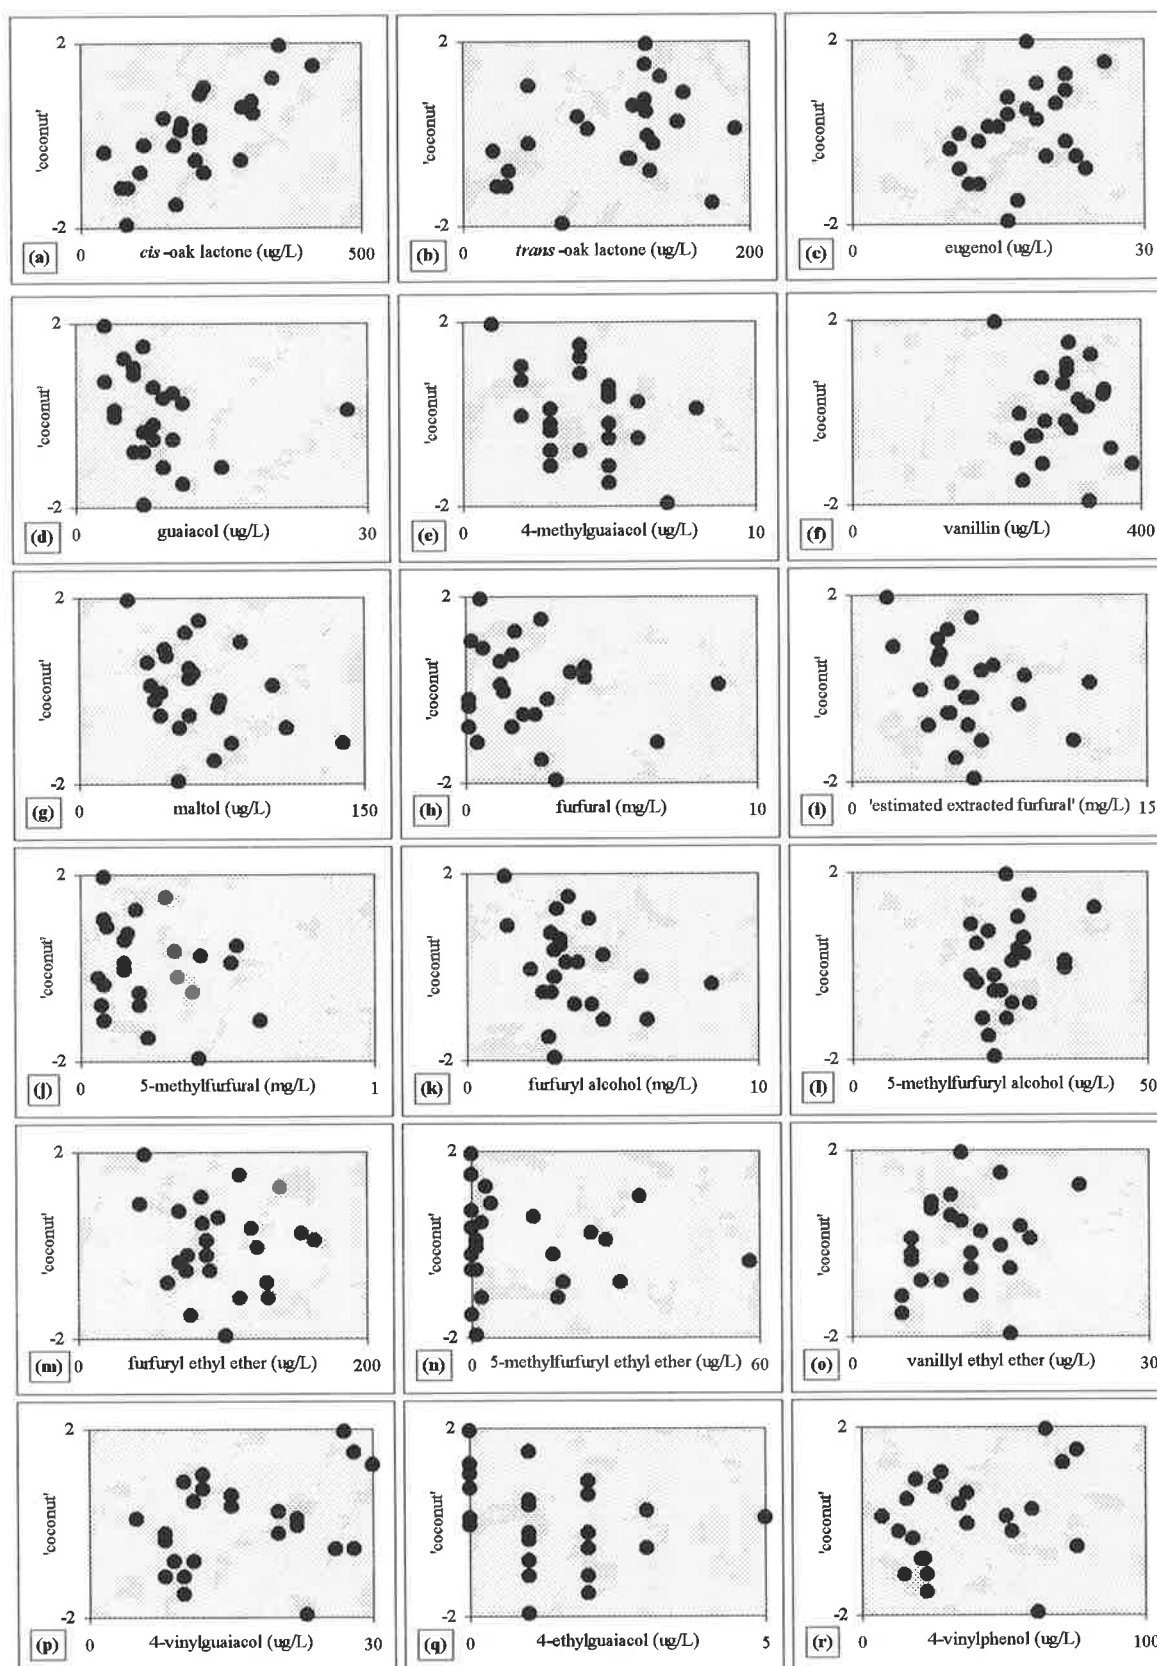 2 2 2
'coconut' 'coconut' 'coconut'
-2 -2 -2
(a) 0 cis-oak lactone (ug/L) 500 (b) 0 trans-oak lactone (ug/L) 200 (c) 0 eugenol (ug/L) 30
2 2 2
'coconut' 'coconut' 'coconut'
-2 -2 -2
(d) 0 guaiacol (ug/L) 30 (e) 0 4-methylguaiacol (ug/L) 10 (f) 0 vanillin (ug/L) 400
2 2 2
'coconut' 'coconut' 'coconut'
-2 -2 -2
(g) 0 maltol (ug/L) 150 (h) 0 furfural (mg/L) 10 (i) 0 'estimated extracted furfural' (mg/L) 15
2 2 2
'coconut' 'coconut' 'coconut'
-2 -2 -2
(j) 0 5-methylfurfural (mg/L) 1 (k) 0 furfuryl alcohol (mg/L) 10 (l) 0 5-methylfurfuryl alcohol (ug/L) 50
2 2 2
'coconut' 'coconut' 'coconut'
-2 -2 -2
(m) 0 furfuryl ethyl ether (ug/L) 200 (n) 0 5-methylfurfuryl ethyl ether (ug/L) 60 (o) 0 vanillyl ethyl ether (ug/L) 30
2 2 2
'coconut' 'coconut' 'coconut'
-2 -2 -2
(p) 0 4-vinylguaiacol (ug/L) 30 (q) 0 4-ethylguaiacol (ug/L) 5 (r) 0 4-vinylphenol (ug/L) 100